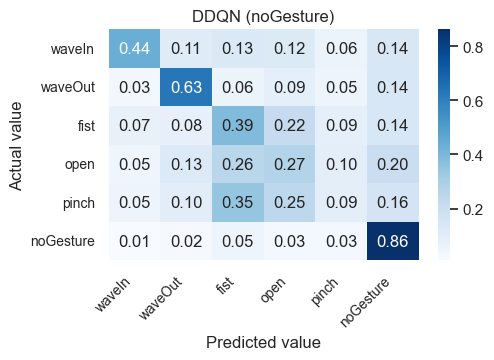 DDQN (noGesture)
Actual value
waveIn 0.44 0.11 0.13 0.12 0.06 0.14
waveOut 0.03 0.63 0.06 0.09 0.05 0.14
fist 0.07 0.08 0.39 0.22 0.09 0.14
open 0.05 0.13 0.26 0.27 0.10 0.20
pinch 0.05 0.10 0.35 0.25 0.09 0.16
noGesture 0.01 0.02 0.05 0.03 0.03 0.86
waveIn waveOut fist open pinch noGesture
Predicted value
0.8
0.6
0.4
0.2